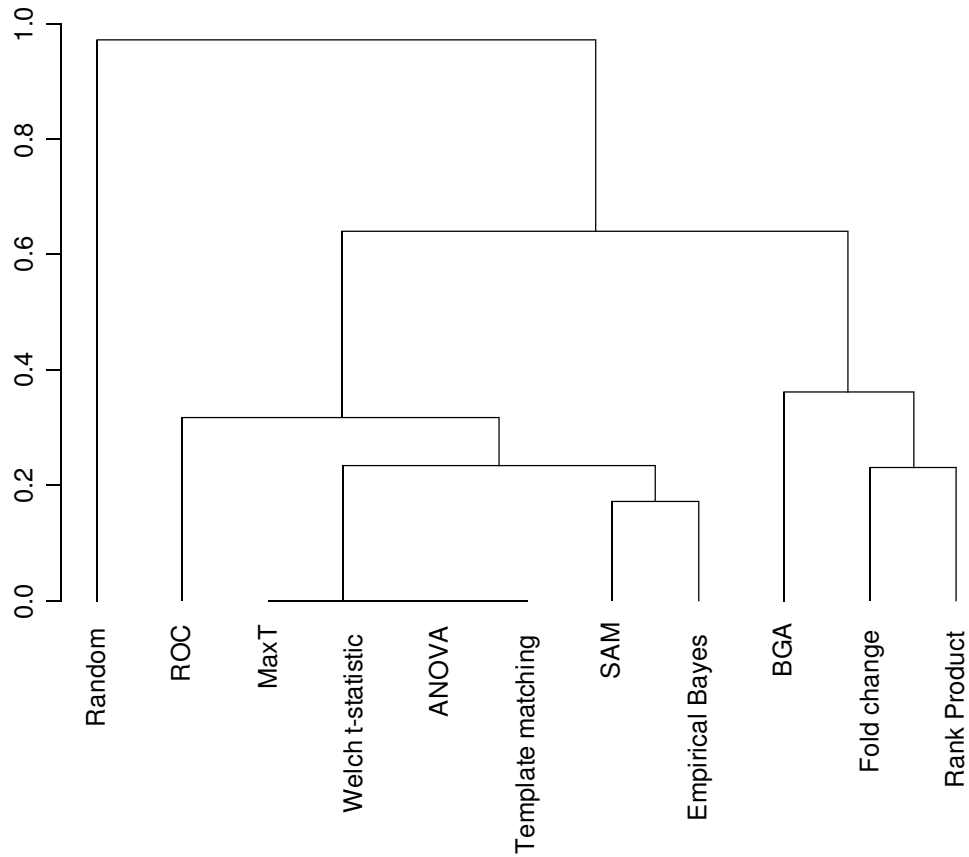 1.0
0.8
0.6
0.4
0.2
0.0
Random
ROC
MaxT
Welch t-statistic
ANOVA
Template matching
SAM
Empirical Bayes
BGA
Fold change
Rank Product